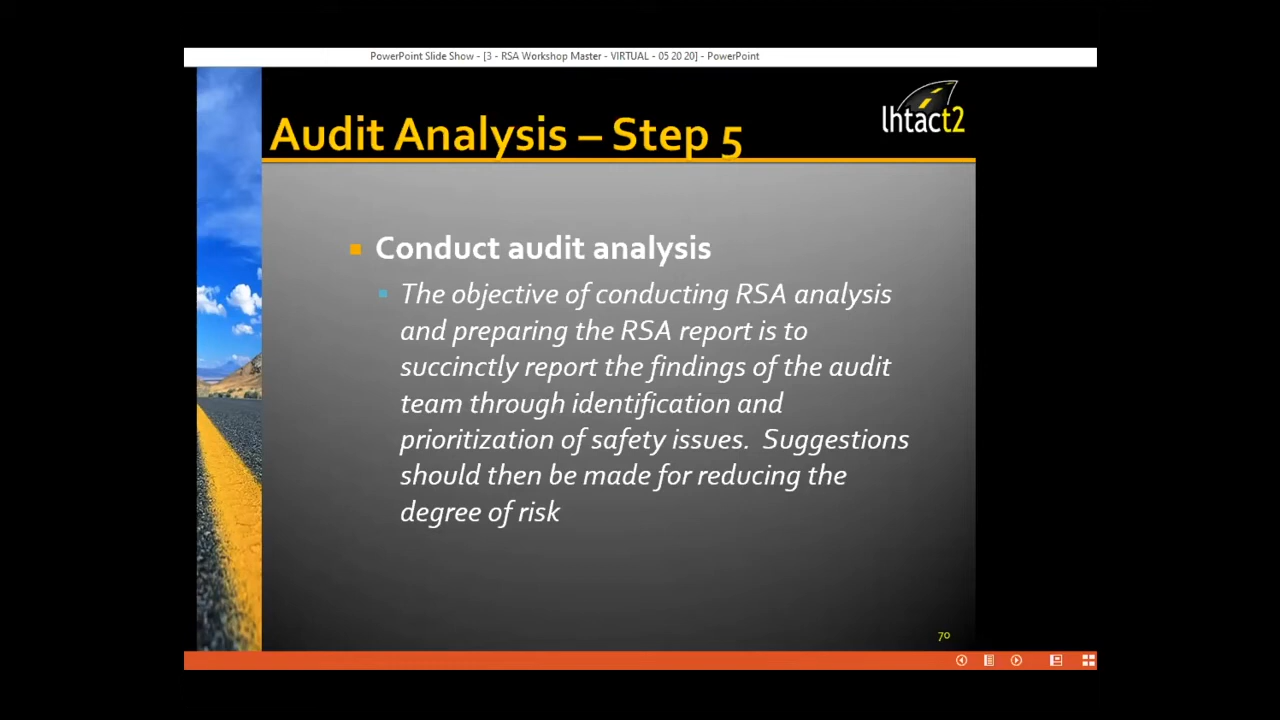 PowerPoint Slide Show - [3 - RSA Workshop Master - VIRTUAL - 05 20 20] - PowerPoint
lhtact2
Audit Analysis – Step 5
Conduct audit analysis
The objective of conducting RSA analysis
and preparing the RSA report is to
succinctly report the findings of the audit
team through identification and
prioritization of safety issues.  Suggestions
should then be made for reducing the
degree of risk
70